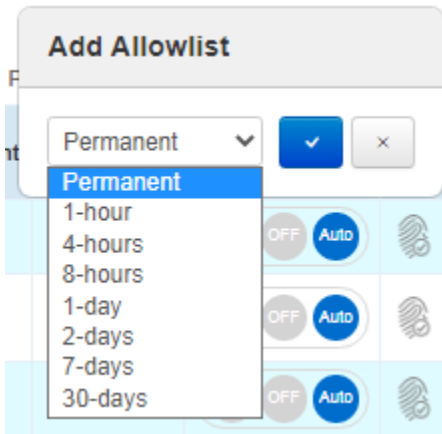 Add Allowlist
Permanent
Permanent
1-hour
4-hours
8-hours
1-day
2-days
7-days
30-days
OFF Auto
OFF Auto
OFF Auto